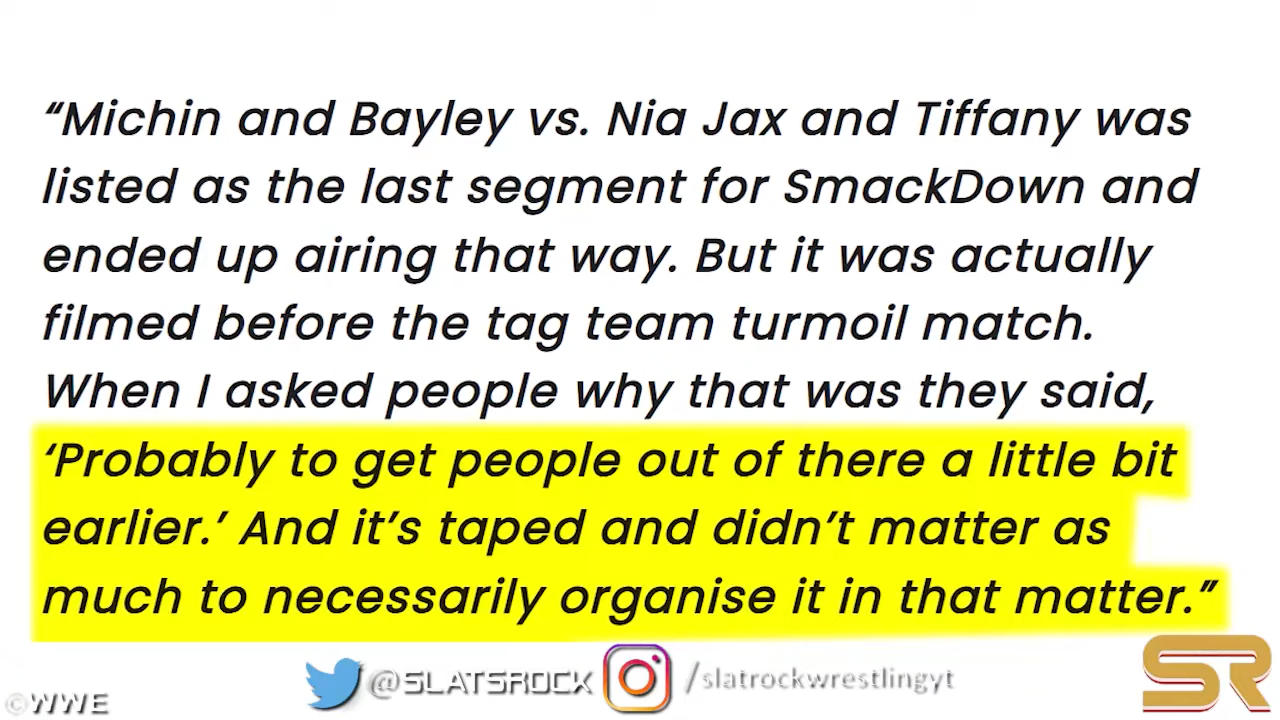 “Michin and Bayley vs. Nia Jax and Tiffany was
listed as the last segment for SmackDown and
ended up airing that way. But it was actually
filmed before the tag team turmoil match.
When I asked people why that was they said,
‘Probably to get people out of there a little bit
earlier.’ And it’s taped and didn’t matter as
much to necessarily organise it in that matter.”
@SLATSROCK /slatrockwrestlingyt
SR
©WWE